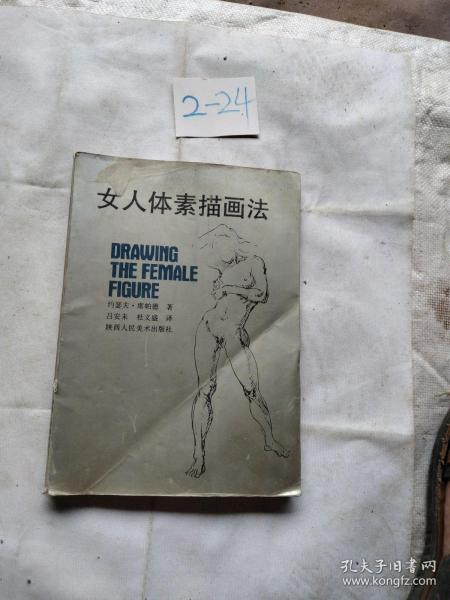 2-24
女人体素描画法
DRAWING
THE FEMALE
FIGURE
约瑟夫·席帕德 著
吕安未 杜义盛 译
陕西人民美术出版社
孔夫子旧书网
www.kongfz.com